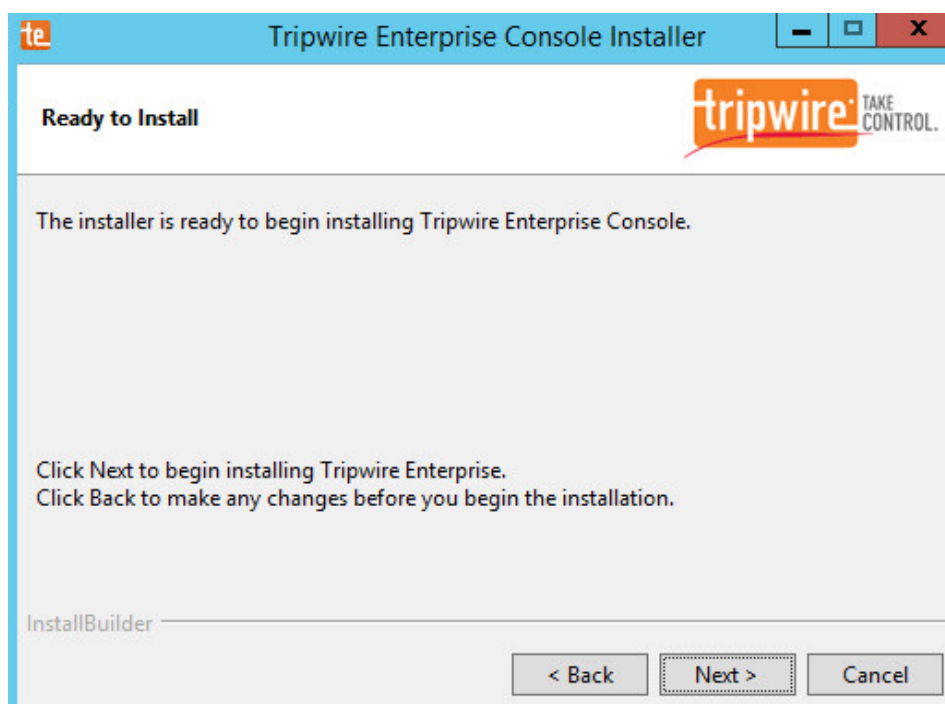 te
Tripwire Enterprise Console Installer
Ready to Install
tripwire TAKE CONTROL.
The installer is ready to begin installing Tripwire Enterprise Console.
Click Next to begin installing Tripwire Enterprise.
Click Back to make any changes before you begin the installation.
InstallBuilder
< Back
Next >
Cancel